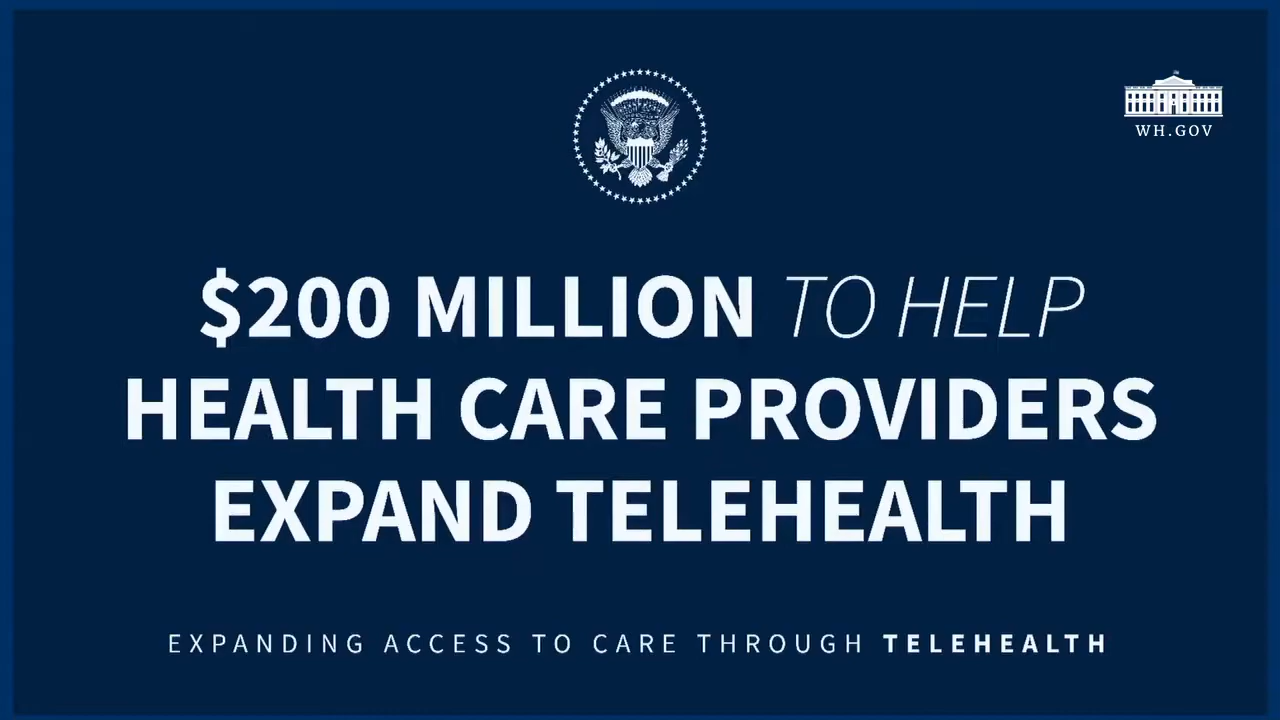 WH.GOV
$200 MILLION TO HELP
HEALTH CARE PROVIDERS
EXPAND TELEHEALTH
EXPANDING ACCESS TO CARE THROUGH TELEHEALTH